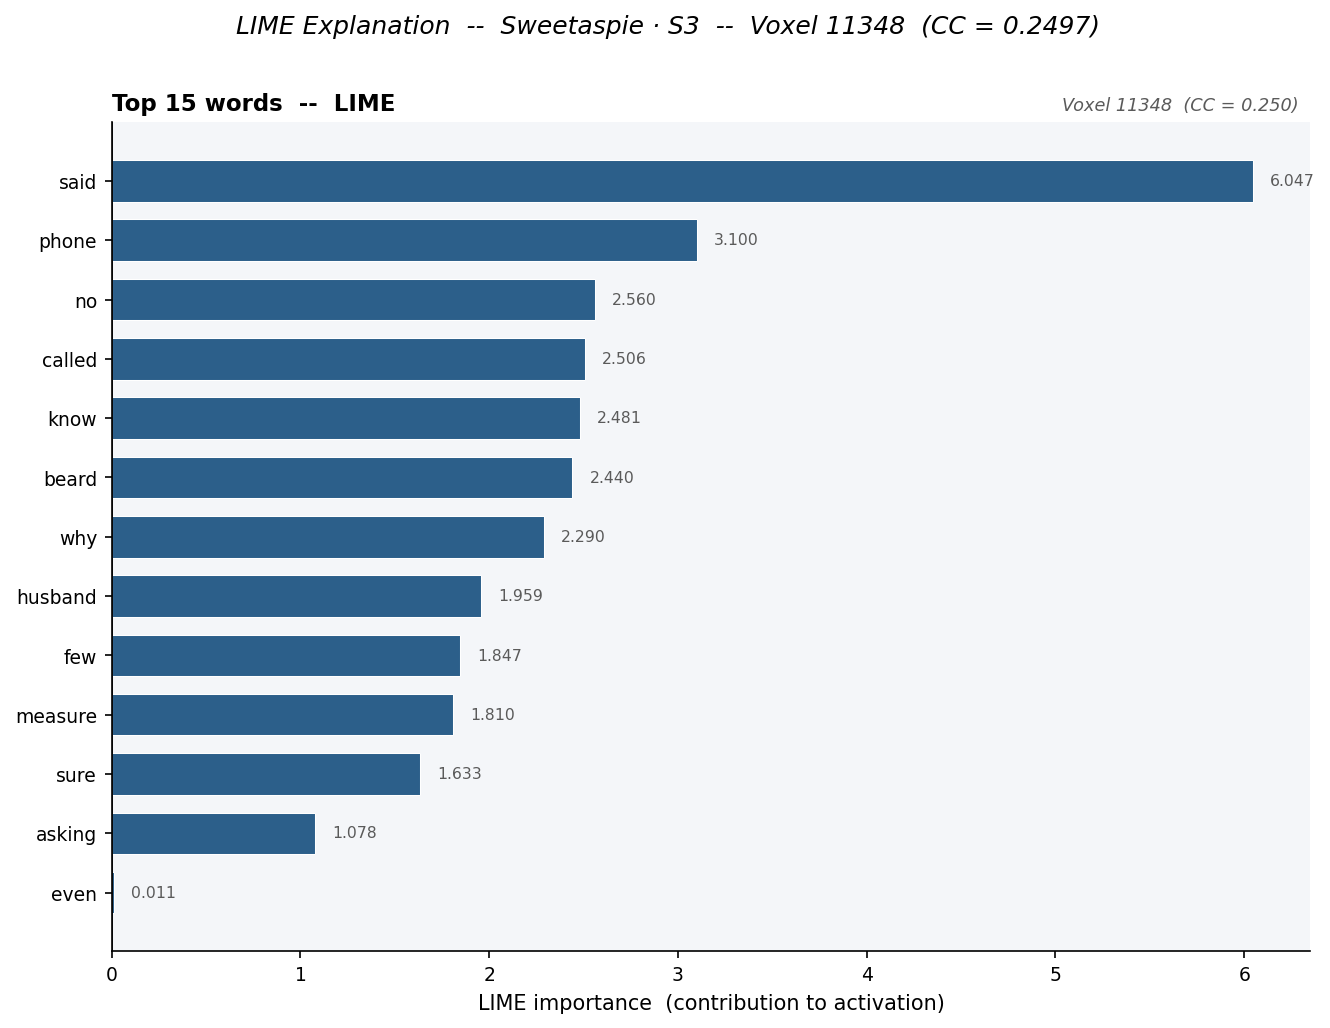 LIME Explanation -- Sweetaspie · S3 -- Voxel 11348 (CC = 0.2497)
Top 15 words -- LIME
Voxel 11348 (CC = 0.250)
said 6.047
phone 3.100
no 2.560
called 2.506
know 2.481
beard 2.440
why 2.290
husband 1.959
few 1.847
measure 1.810
sure 1.633
asking 1.078
even 0.011
0 1 2 3 4 5 6
LIME importance (contribution to activation)